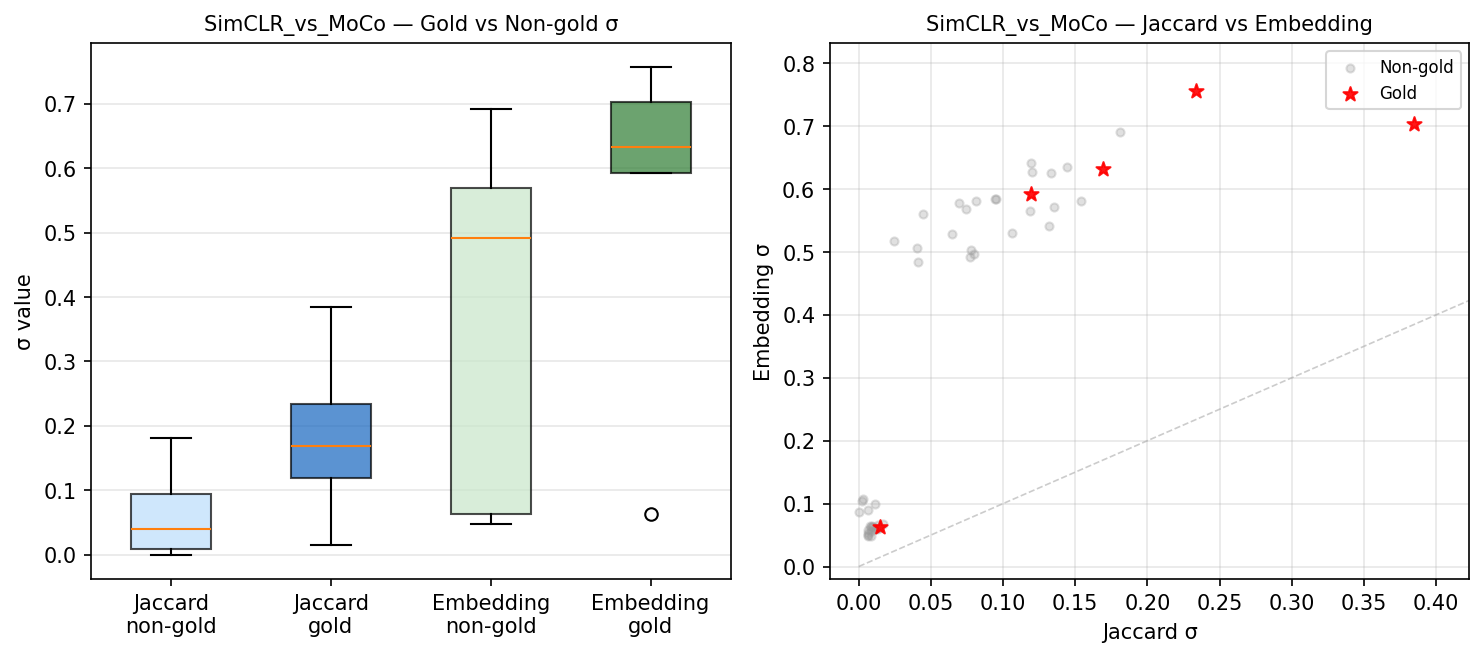 SimCLR_vs_MoCo — Gold vs Non-gold σ
σ value
0.7
0.6
0.5
0.4
0.3
0.2
0.1
0.0
Jaccard
non-gold
Jaccard
gold
Embedding
non-gold
Embedding
gold
SimCLR_vs_MoCo — Jaccard vs Embedding
Non-gold
Gold
Embedding σ
0.8
0.7
0.6
0.5
0.4
0.3
0.2
0.1
0.0
0.00 0.05 0.10 0.15 0.20 0.25 0.30 0.35 0.40
Jaccard σ